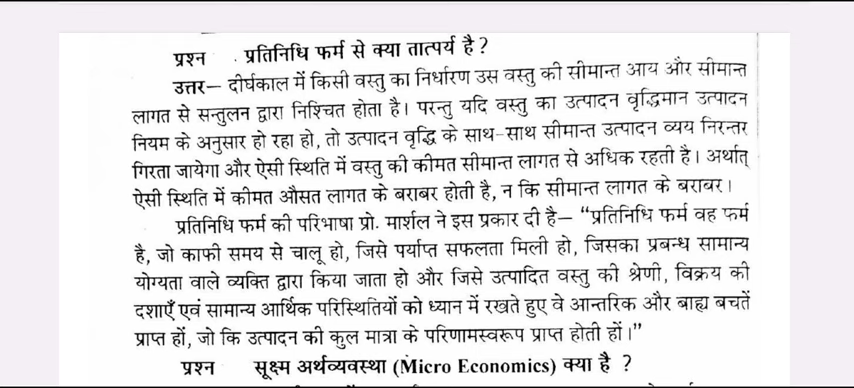 प्रश्न . प्रतिनिधि फर्म से क्या तात्पर्य है ?
उत्तर— दीर्घकाल में किसी वस्तु का निर्धारण उस वस्तु की सीमान्त आय और सीमान्त
लागत से सन्तुलन द्वारा निश्चित होता है। परन्तु यदि वस्तु का उत्पादन वृद्धिमान उत्पादन
नियम के अनुसार हो रहा हो, तो उत्पादन वृद्धि के साथ-साथ सीमान्त उत्पादन व्यय निरन्तर
गिरता जायेगा और ऐसी स्थिति में वस्तु की कीमत सीमान्त लागत से अधिक रहती है। अर्थात्
ऐसी स्थिति में कीमत औसत लागत के बराबर होती है, न कि सीमान्त लागत के बराबर।
प्रतिनिधि फर्म की परिभाषा प्रो. मार्शल ने इस प्रकार दी है— “प्रतिनिधि फर्म वह फर्म
है, जो काफी समय से चालू हो, जिसे पर्याप्त सफलता मिली हो, जिसका प्रबन्ध सामान्य
योग्यता वाले व्यक्ति द्वारा किया जाता हो और जिसे उत्पादित वस्तु की श्रेणी, विक्रय की
दशाएँ एवं सामान्य आर्थिक परिस्थितियों को ध्यान में रखते हुए वे आन्तरिक और बाह्य बचतें
प्राप्त हों, जो कि उत्पादन की कुल मात्रा के परिणामस्वरूप प्राप्त होती हों।”
प्रश्न सूक्ष्म अर्थव्यवस्था (Micro Economics) क्या है ?